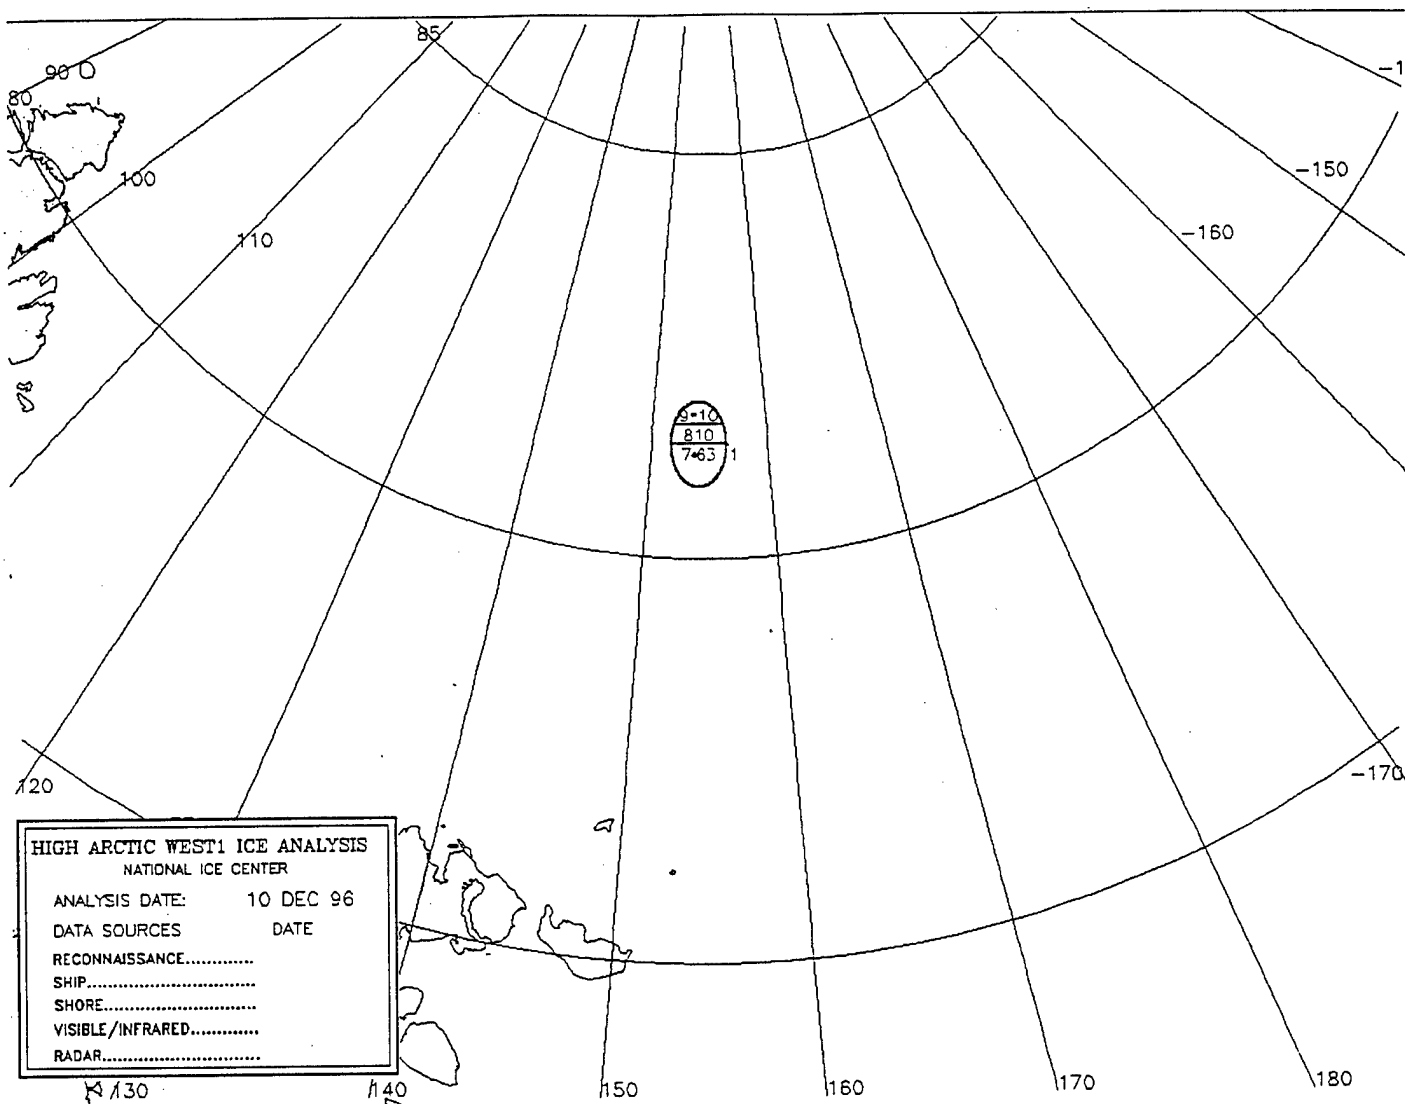 85
90
80
-1
100
-150
110
-160
9•10
810
7•63 1
120
-170
HIGH ARCTIC WEST1 ICE ANALYSIS
NATIONAL ICE CENTER
ANALYSIS DATE: 10 DEC 96
DATA SOURCES DATE
RECONNAISSANCE.............
SHIP..............................
SHORE...........................
VISIBLE/INFRARED.............
RADAR............................
130
140
150
160
170
180